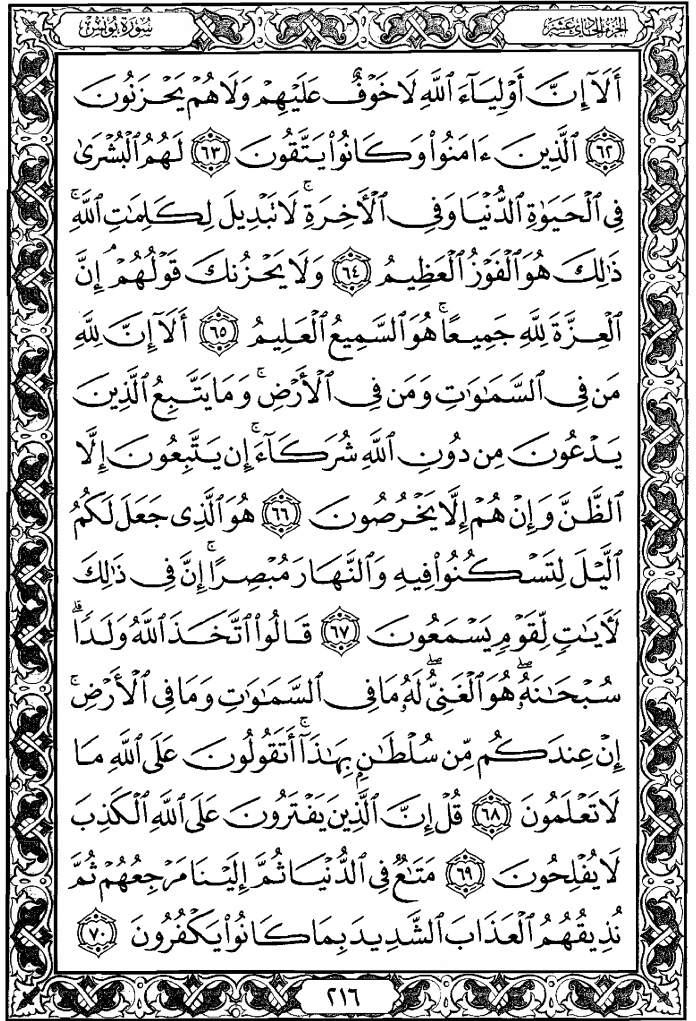 الجزء الحادي عشر
سورة يونس
أَلَآ إِنَّ أَوْلِيَآءَ ٱللَّهِ لَا خَوْفٌ عَلَيْهِمْ وَلَا هُمْ يَحْزَنُونَ
٦٢ ٱلَّذِينَ ءَامَنُوا۟ وَكَانُوا۟ يَتَّقُونَ ٦٣ لَهُمُ ٱلْبُشْرَىٰ
فِى ٱلْحَيَوٰةِ ٱلدُّنْيَا وَفِى ٱلْءَاخِرَةِ ۚ لَا تَبْدِيلَ لِكَلِمَٰتِ ٱللَّهِ ۚ
ذَٰلِكَ هُوَ ٱلْفَوْزُ ٱلْعَظِيمُ ٦٤ وَلَا يَحْزُنكَ قَوْلُهُمْ ۘ إِنَّ
ٱلْعِزَّةَ لِلَّهِ جَمِيعًا ۚ هُوَ ٱلسَّمِيعُ ٱلْعَلِيمُ ٦٥ أَلَآ إِنَّ لِلَّهِ
مَن فِى ٱلسَّمَٰوَٰتِ وَمَن فِى ٱلْأَرْضِ ۗ وَمَا يَتَّبِعُ ٱلَّذِينَ
يَدْعُونَ مِن دُونِ ٱللَّهِ شُرَكَآءَ ۚ إِن يَتَّبِعُونَ إِلَّا
ٱلظَّنَّ وَإِنْ هُمْ إِلَّا يَخْرُصُونَ ٦٦ هُوَ ٱلَّذِى جَعَلَ لَكُمُ
ٱلَّيْلَ لِتَسْكُنُوا۟ فِيهِ وَٱلنَّهَارَ مُبْصِرًا ۚ إِنَّ فِى ذَٰلِكَ
لَءَايَٰتٍ لِّقَوْمٍ يَسْمَعُونَ ٦٧ قَالُوا۟ ٱتَّخَذَ ٱللَّهُ وَلَدًا ۗ
سُبْحَٰنَهُۥ ۖ هُوَ ٱلْغَنِىُّ ۖ لَهُۥ مَا فِى ٱلسَّمَٰوَٰتِ وَمَا فِى ٱلْأَرْضِ ۚ
إِنْ عِندَكُم مِّن سُلْطَٰنٍۭ بِهَٰذَآ ۚ أَتَقُولُونَ عَلَى ٱللَّهِ مَا
لَا تَعْلَمُونَ ٦٨ قُلْ إِنَّ ٱلَّذِينَ يَفْتَرُونَ عَلَى ٱللَّهِ ٱلْكَذِبَ
لَا يُفْلِحُونَ ٦٩ مَتَٰعٌ فِى ٱلدُّنْيَا ثُمَّ إِلَيْنَا مَرْجِعُهُمْ ثُمَّ
نُذِيقُهُمُ ٱلْعَذَابَ ٱلشَّدِيدَ بِمَا كَانُوا۟ يَكْفُرُونَ ٧٠
٢١٦